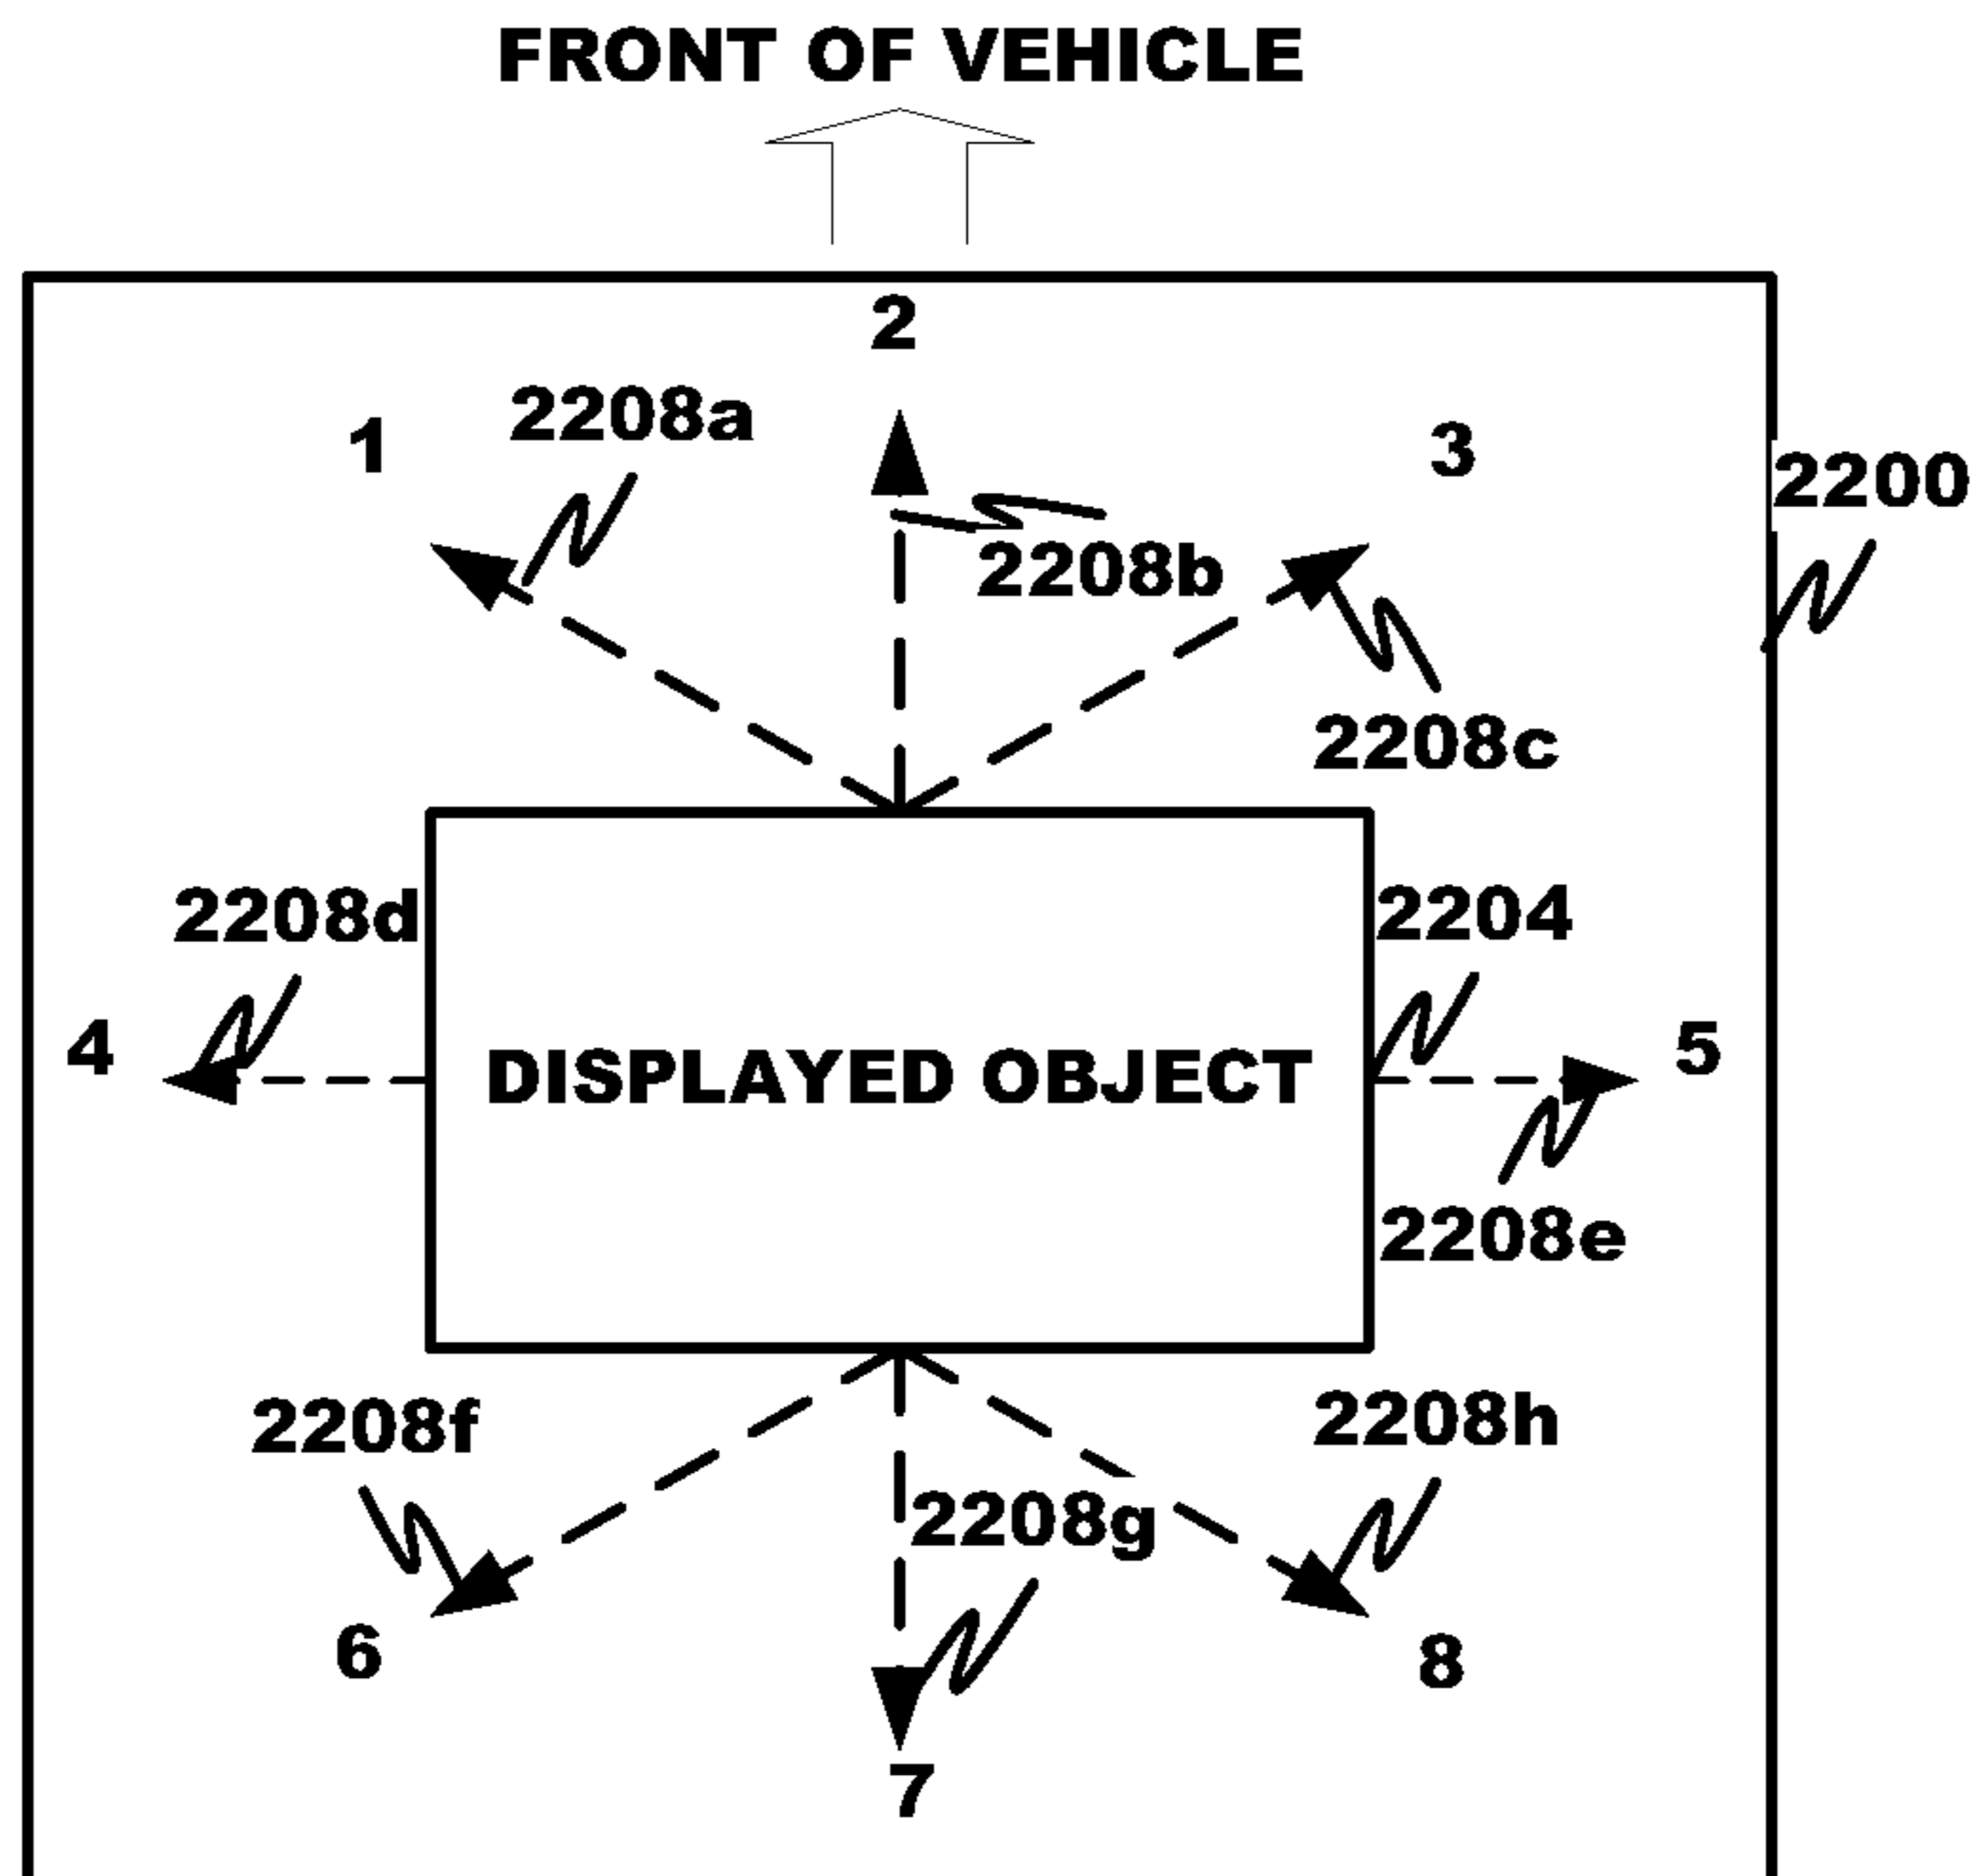 FRONT OF VEHICLE
2
1
2208a
3
2200
2208b
2208c
2208d
2204
4
DISPLAYED OBJECT
5
2208e
2208f
2208h
2208g
6
8
7